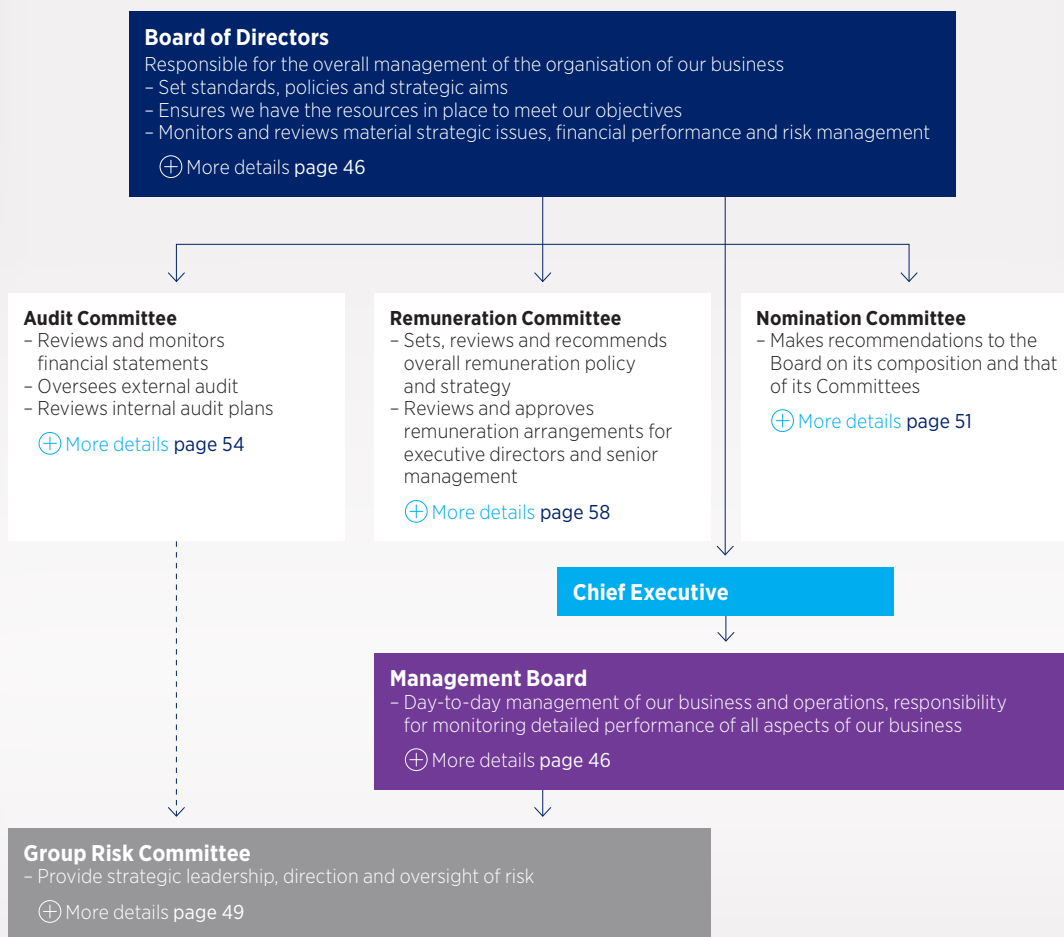 Board of Directors
Responsible for the overall management of the organisation of our business
– Set standards, policies and strategic aims
– Ensures we have the resources in place to meet our objectives
– Monitors and reviews material strategic issues, financial performance and risk management
More details page 46
Audit Committee
– Reviews and monitors
financial statements
– Oversees external audit
– Reviews internal audit plans
More details page 54
Remuneration Committee
– Sets, reviews and recommends
overall remuneration policy
and strategy
– Reviews and approves
remuneration arrangements for
executive directors and senior
management
More details page 58
Nomination Committee
– Makes recommendations to the
Board on its composition and that
of its Committees
More details page 51
Chief Executive
Management Board
– Day-to-day management of our business and operations, responsibility
for monitoring detailed performance of all aspects of our business
More details page 46
Group Risk Committee
– Provide strategic leadership, direction and oversight of risk
More details page 49